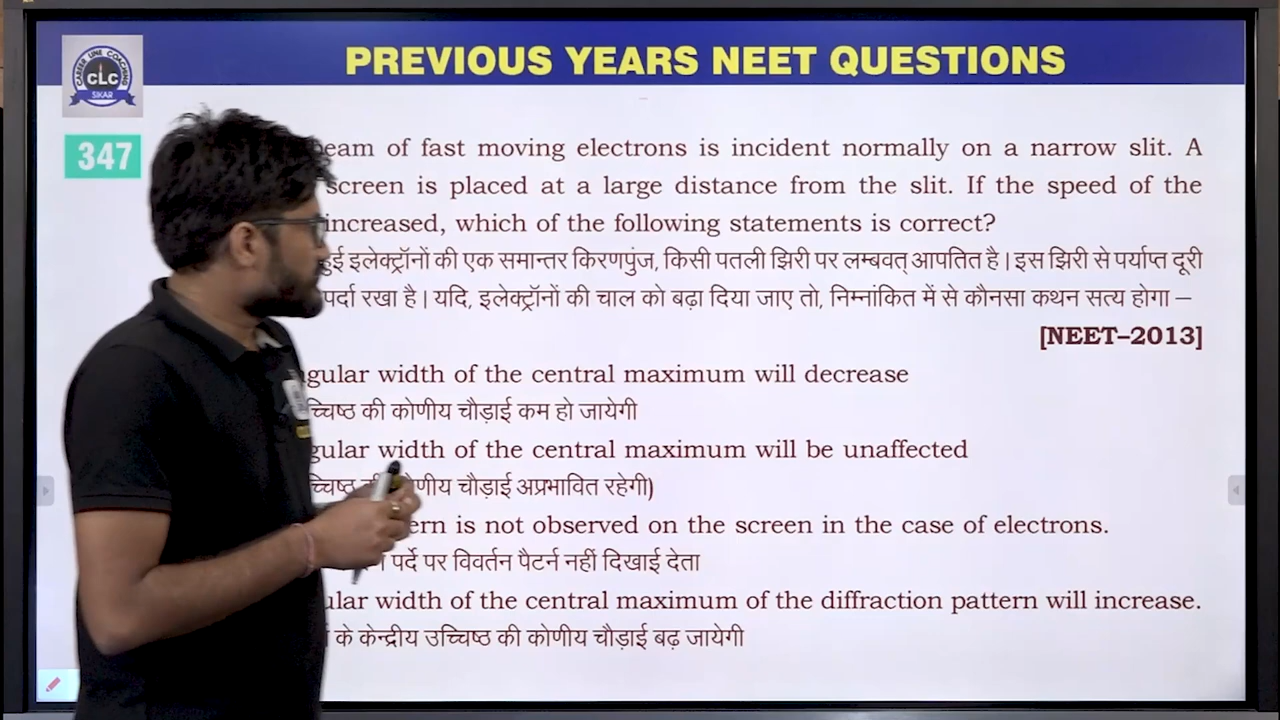 PREVIOUS YEARS NEET QUESTIONS
CAREER LINE COACHING
CLC
SIKAR
347
of fast moving electrons is incident normally on a narrow slit. A
screen is placed at a large distance from the slit. If the speed of the
increased, which of the following statements is correct?
हुई इलेक्ट्रॉनों की एक समान्तर किरणपुंज, किसी पतली झिरी पर लम्बवत् आपतित है। इस झिरी से पर्याप्त दूरी
पर्दा रखा है। यदि, इलेक्ट्रॉनों की चाल को बढ़ा दिया जाए तो, निम्नांकित में से कौनसा कथन सत्य होगा –
[NEET–2013]
width of the central maximum will decrease
की कोणीय चौड़ाई कम हो जायेगी
width of the central maximum will be unaffected
चौड़ाई अप्रभावित रहेगी)
is not observed on the screen in the case of electrons.
पर्दे पर विवर्तन पैटर्न नहीं दिखाई देता
width of the central maximum of the diffraction pattern will increase.
के केन्द्रीय उच्चिष्ठ की कोणीय चौड़ाई बढ़ जायेगी